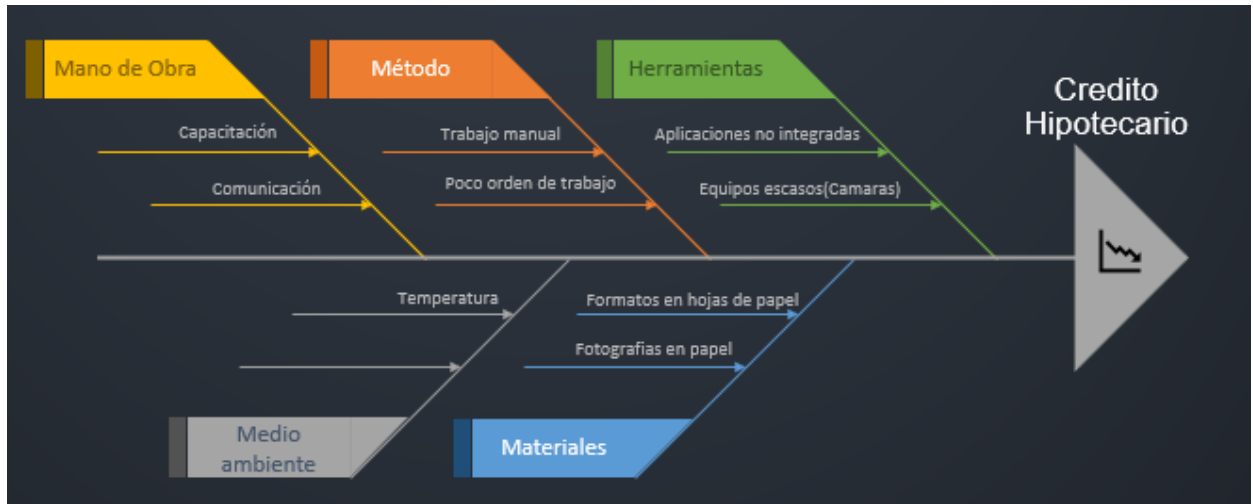 Mano de Obra
Método
Herramientas
Credito
Hipotecario
Capacitación
Trabajo manual
Aplicaciones no integradas
Comunicación
Poco orden de trabajo
Equipos escasos(Camaras)
Temperatura
Formatos en hojas de papel
Fotografias en papel
Medio
ambiente
Materiales